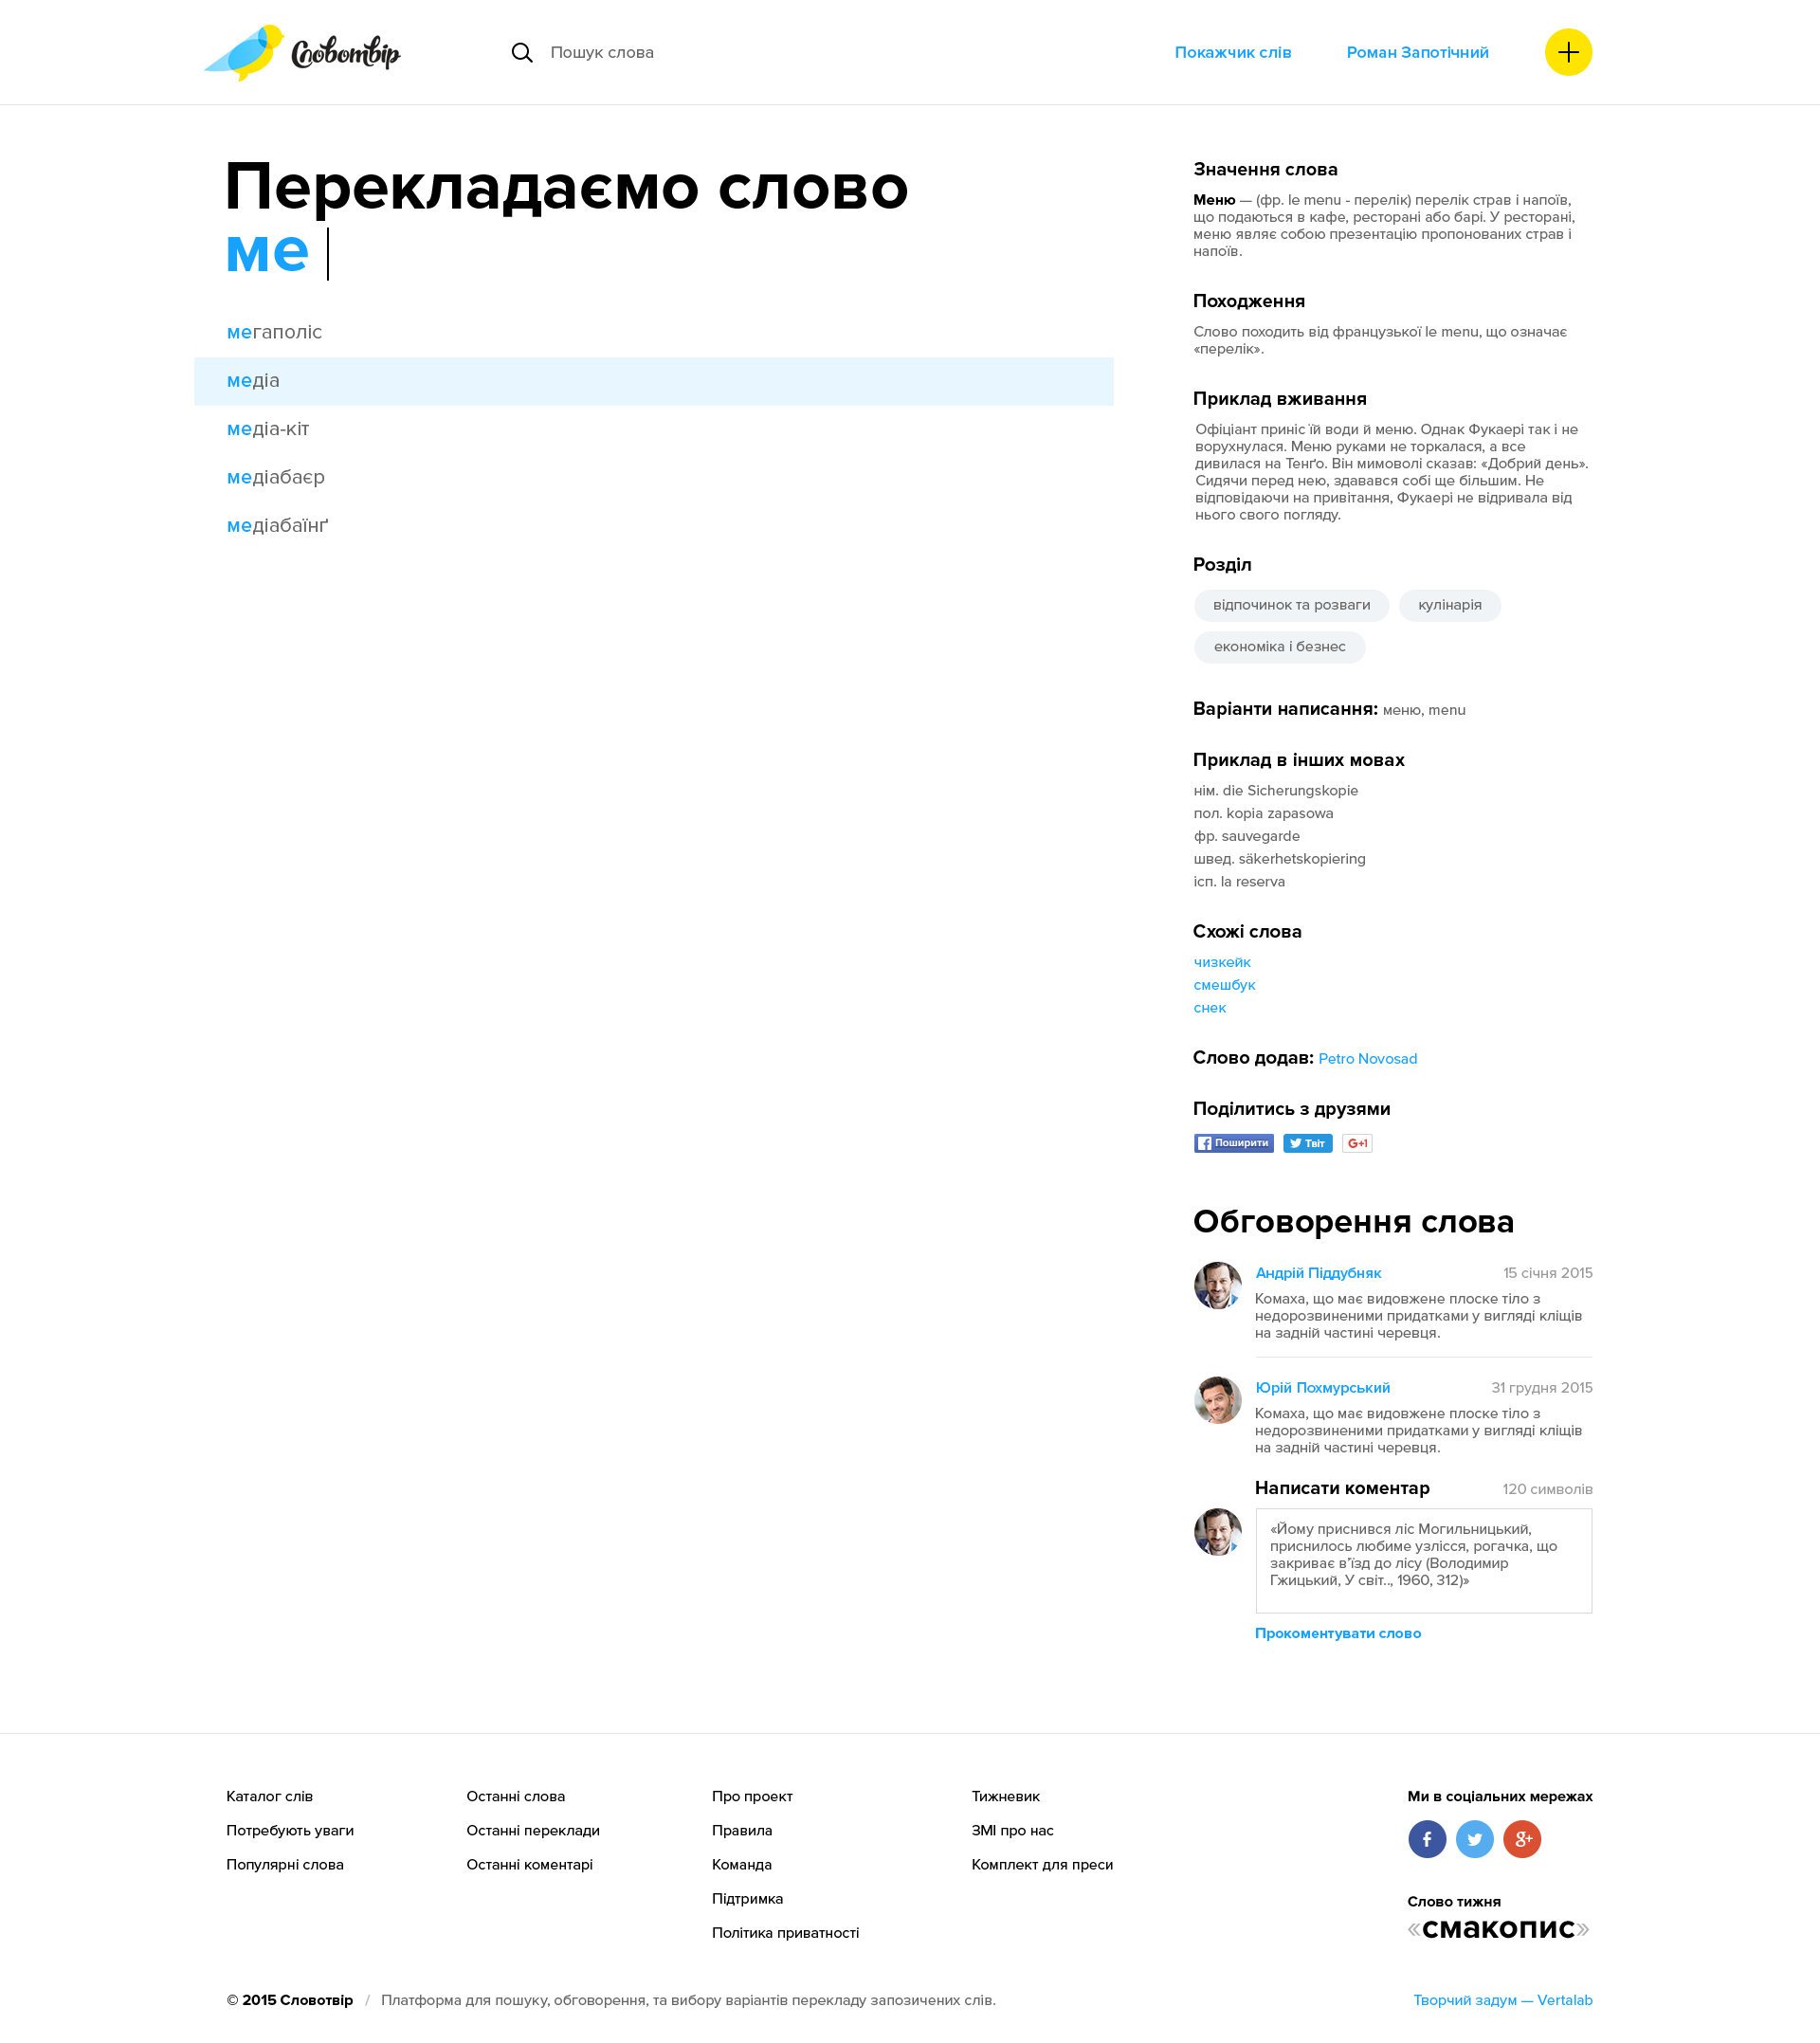 Словотвір
Пошук слова
Покажчик слів
Роман Запотічний
Перекладаємо слово
ме
мегаполіс
медіа
медіа-кіт
медіабаєр
медіабаїнґ
Значення слова
Меню — (фр. le menu - перелік) перелік страв і напоїв,
що подаються в кафе, ресторані або барі. У ресторані,
меню являє собою презентацію пропонованих страв і
напоїв.
Походження
Слово походить від французької le menu, що означає
«перелік».
Приклад вживання
Офіціант приніс їй води й меню. Однак Фукаері так і не
ворухнулася. Меню руками не торкалася, а все
дивилася на Тенґо. Він мимоволі сказав: «Добрий день».
Сидячи перед нею, здавався собі ще більшим. Не
відповідаючи на привітання, Фукаері не відривала від
нього свого погляду.
Розділ
відпочинок та розваги
кулінарія
економіка і безнес
Варіанти написання: меню, menu
Приклад в інших мовах
нім. die Sicherungskopie
пол. kopia zapasowa
фр. sauvegarde
швед. säkerhetskopiering
ісп. la reserva
Схожі слова
чизкейк
смешбук
снек
Слово додав: Petro Novosad
Поділитись з друзями
Поширити
Твіт
G+1
Обговорення слова
Андрій Піддубняк
15 січня 2015
Комаха, що має видовжене плоске тіло з
недорозвиненими придатками у вигляді кліщів
на задній частині черевця.
Юрій Похмурський
31 грудня 2015
Комаха, що має видовжене плоске тіло з
недорозвиненими придатками у вигляді кліщів
на задній частині черевця.
Написати коментар
120 символів
«Йому приснився ліс Могильницький,
приснилось любиме узлісся, рогачка, що
закриває в’їзд до лісу (Володимир
Гжицький, У світ.., 1960, 312)»
Прокоментувати слово
Каталог слів
Потребують уваги
Популярні слова
Останні слова
Останні переклади
Останні коментарі
Про проект
Правила
Команда
Підтримка
Політика приватності
Тижневик
ЗМІ про нас
Комплект для преси
Ми в соціальних мережах
f
g+
Слово тижня
«смакопис»
© 2015 Словотвір / Платформа для пошуку, обговорення, та вибору варіантів перекладу запозичених слів.
Творчий задум — Vertalab